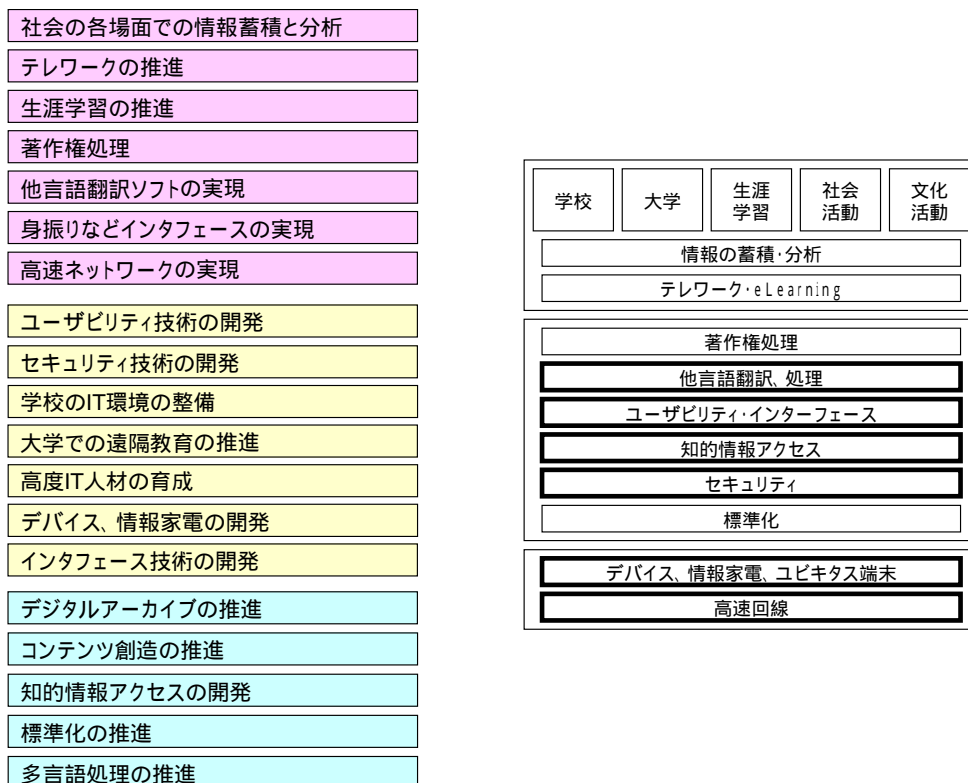 社会の各場面での情報蓄積と分析
テレワークの推進
生涯学習の推進
著作権処理
他言語翻訳ソフトの実現
身振りなどインタフェースの実現
高速ネットワークの実現
ユーザビリティ技術の開発
セキュリティ技術の開発
学校のIT環境の整備
大学での遠隔教育の推進
高度IT人材の育成
デバイス、情報家電の開発
インタフェース技術の開発
デジタルアーカイブの推進
コンテンツ創造の推進
知的情報アクセスの開発
標準化の推進
多言語処理の推進
学校
大学
生涯
学習
社会
活動
文化
活動
情報の蓄積・分析
テレワーク・eLearning
著作権処理
他言語翻訳、処理
ユーザビリティ・インターフェース
知的情報アクセス
セキュリティ
標準化
デバイス、情報家電、ユビキタス端末
高速回線